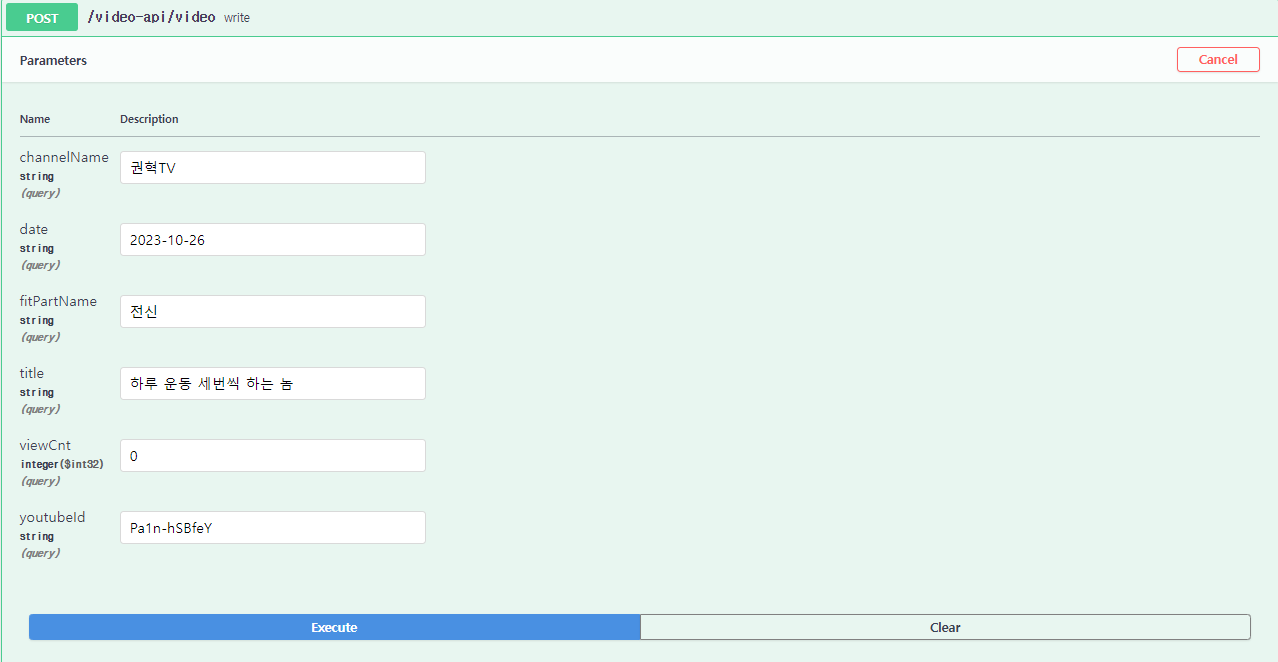 POST /video-api/video write
Parameters Cancel
Name Description
channelName 권혁TV
string
(query)
date 2023-10-26
string
(query)
fitPartName 전신
string
(query)
title 하루 운동 세번씩 하는 놈
string
(query)
viewCnt 0
integer($int32)
(query)
youtubeId Pa1n-hSBfeY
string
(query)
Execute Clear